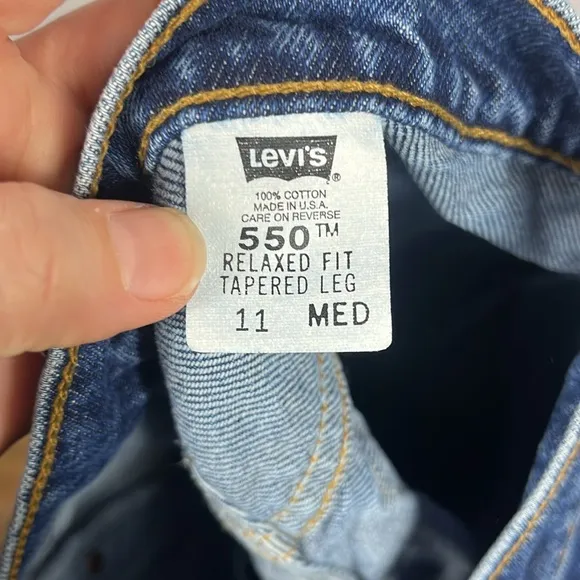 LEVI'S
®
100% COTTON
MADE IN U.S.A.
CARE ON REVERSE
550™
RELAXED FIT
TAPERED LEG
11 MED